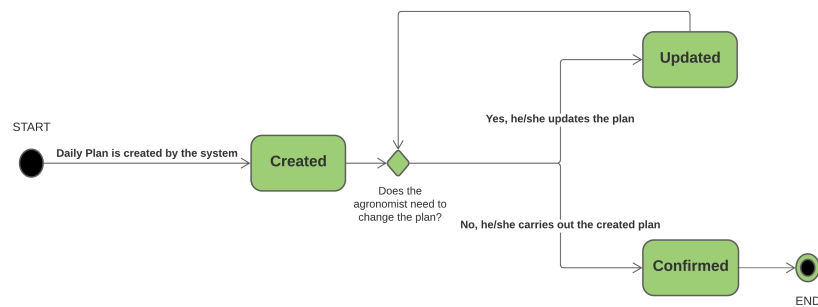 START
Daily Plan is created by the system
Created
Does the
agronomist need to
change the plan?
Yes, he/she updates the plan
Updated
No, he/she carries out the created plan
Confirmed
END